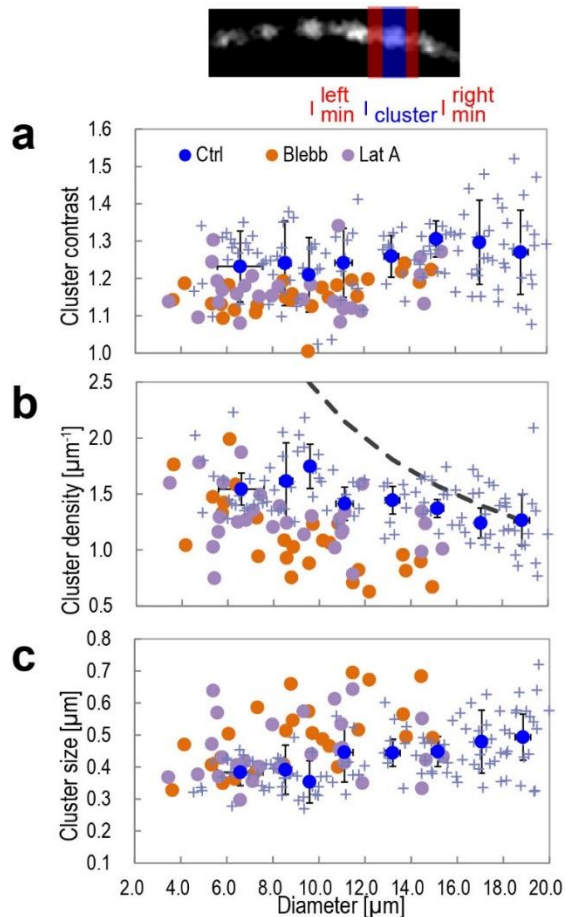 left min
cluster
right min
a
1.6
1.5
1.4
1.3
1.2
1.1
1.0
Cluster contrast
Ctrl
Blebb
Lat A
b
2.5
2.0
1.5
1.0
0.5
Cluster density [µm⁻¹]
c
0.8
0.7
0.6
0.5
0.4
0.3
0.2
0.1
Cluster size [µm]
2.0 4.0 6.0 8.0 10.0 12.0 14.0 16.0 18.0 20.0
Diameter [µm]